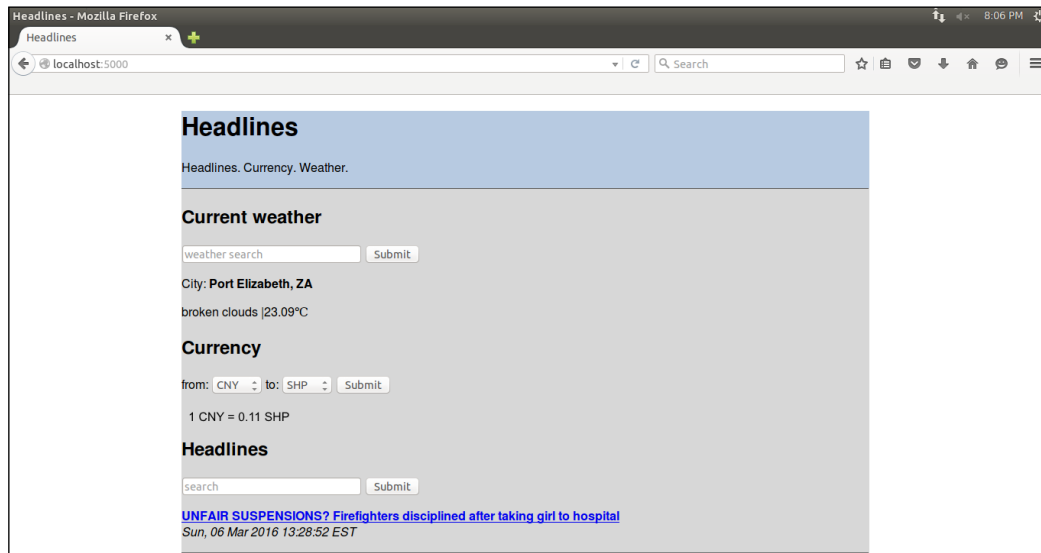 Headlines - Mozilla Firefox
8:06 PM
Headlines
localhost:5000
Search
Headlines
Headlines. Currency. Weather.
Current weather
weather search
Submit
City: Port Elizabeth, ZA
broken clouds |23.09℃
Currency
from: CNY to: SHP Submit
1 CNY = 0.11 SHP
Headlines
search
Submit
UNFAIR SUSPENSIONS? Firefighters disciplined after taking girl to hospital
Sun, 06 Mar 2016 13:28:52 EST